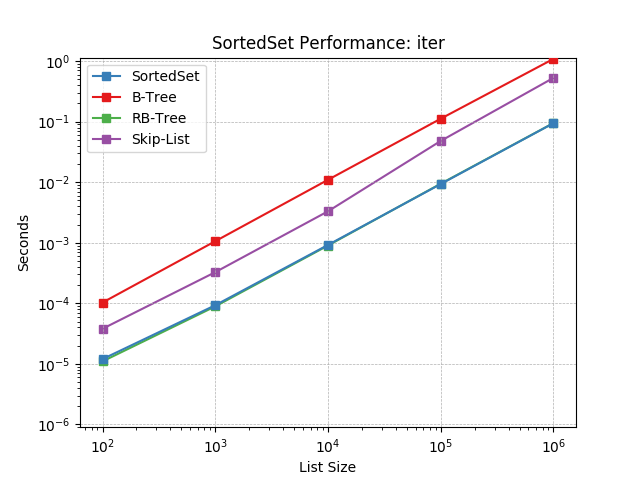 SortedSet Performance: iter
SortedSet
B-Tree
RB-Tree
Skip-List
Seconds
10⁰
10⁻¹
10⁻²
10⁻³
10⁻⁴
10⁻⁵
10⁻⁶
10² 10³ 10⁴ 10⁵ 10⁶
List Size